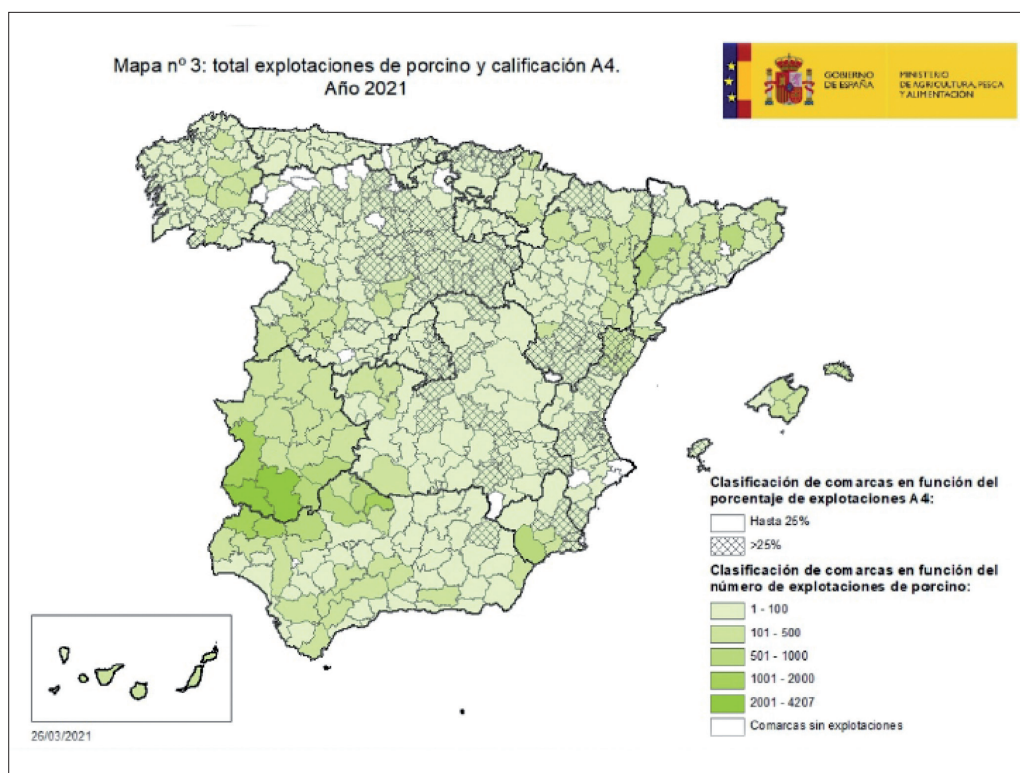 Mapa nº 3: total explotaciones de porcino y calificación A4.
Año 2021
GOBIERNO
DE ESPAÑA
MINISTERIO
DE AGRICULTURA, PESCA
Y ALIMENTACIÓN
Clasificación de comarcas en función del
porcentaje de explotaciones A4:
Hasta 25%
>25%
Clasificación de comarcas en función del
número de explotaciones de porcino:
1 - 100
101 - 500
501 - 1000
1001 - 2000
2001 - 4207
Comarcas sin explotaciones
26/03/2021